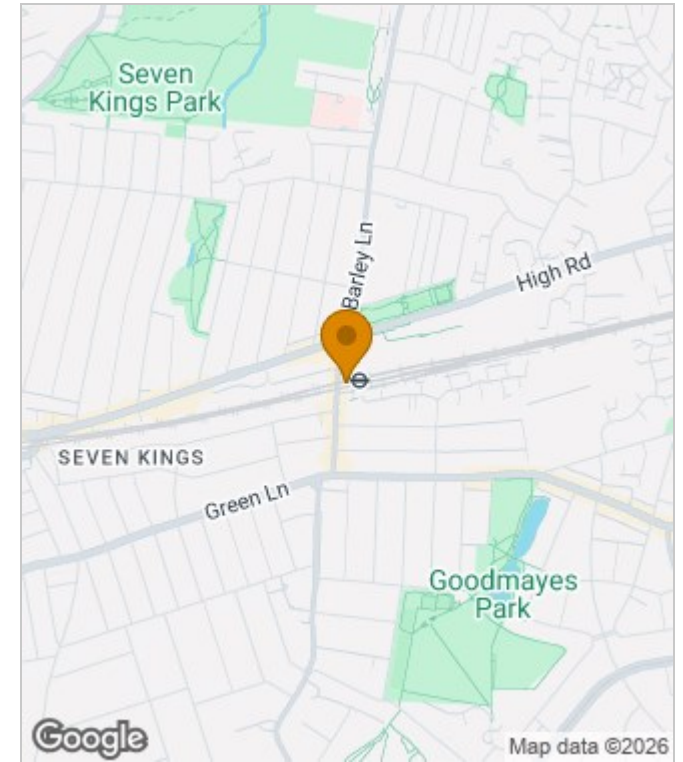 Seven
Kings Park
Barley Ln
High Rd
SEVEN KINGS
Green Ln
Goodmayes
Park
Google
Map data ©2026